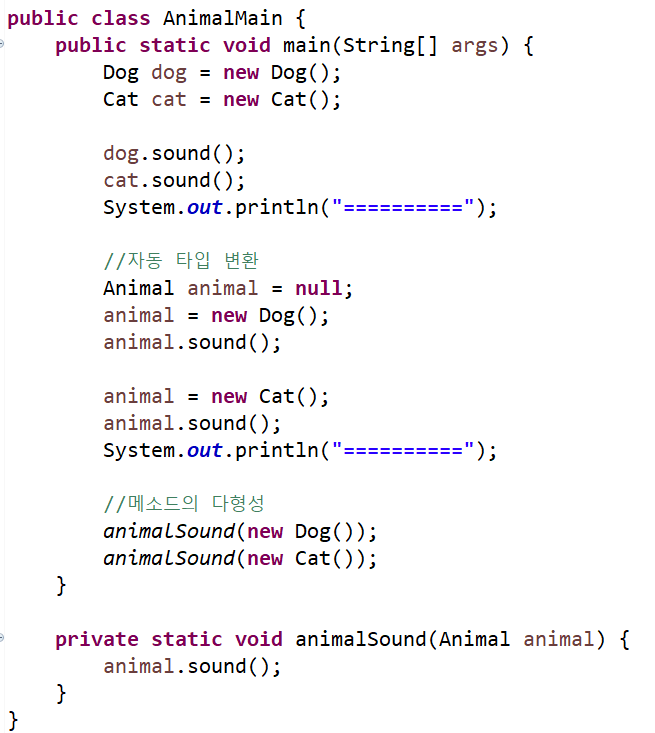 public class AnimalMain {
public static void main(String[] args) {
Dog dog = new Dog();
Cat cat = new Cat();
dog.sound();
cat.sound();
System.out.println("==========");
//자동 타입 변환
Animal animal = null;
animal = new Dog();
animal.sound();
animal = new Cat();
animal.sound();
System.out.println("==========");
//메소드의 다형성
animalSound(new Dog());
animalSound(new Cat());
}
private static void animalSound(Animal animal) {
animal.sound();
}
}